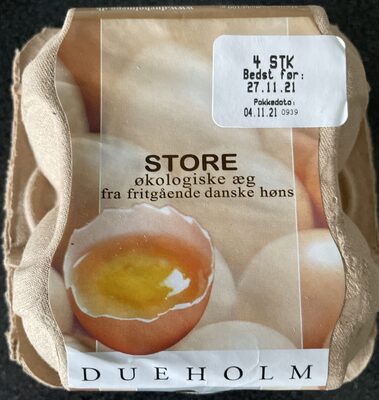 4 STK
Bedst før:
27.11.21
Pakkedato:
04.11.21 0939
STORE
økologiske æg
fra fritgående danske høns
DUEHOLM